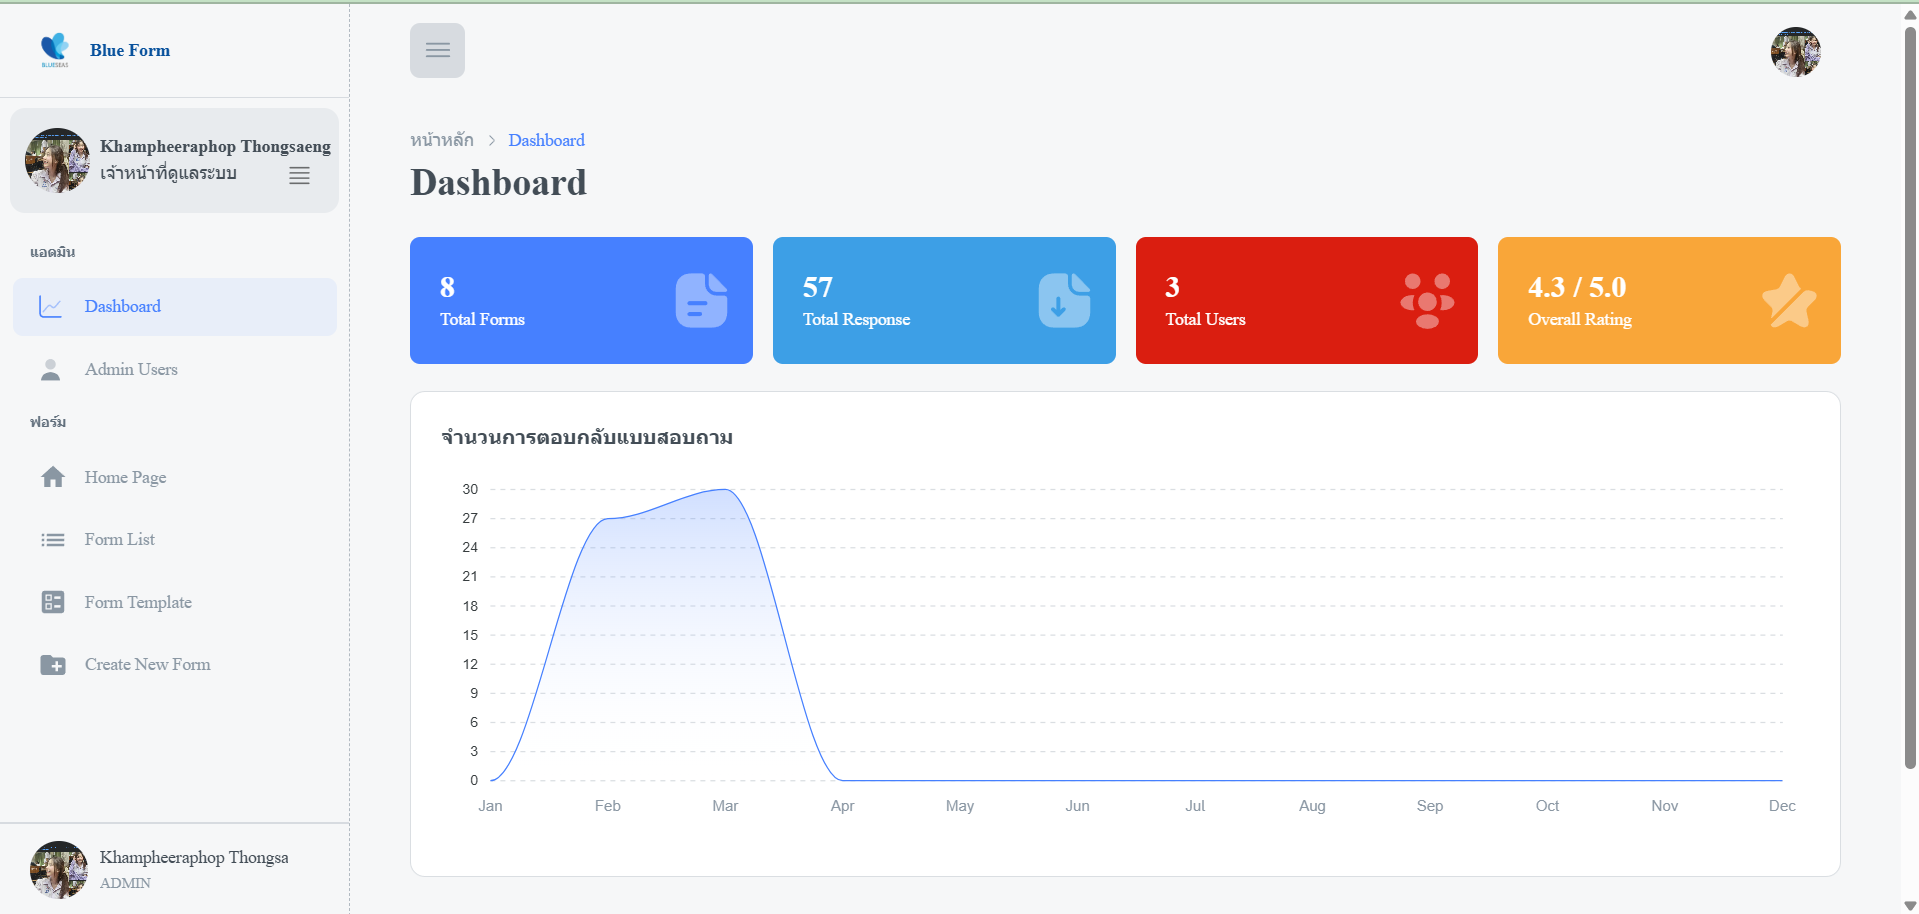 Blue Form
BLUESEAS
Khampheeraphop Thongsaeng
เจ้าหน้าที่ดูแลระบบ
แอดมิน
Dashboard
Admin Users
ฟอร์ม
Home Page
Form List
Form Template
Create New Form
Khampheeraphop Thongsa
ADMIN
หน้าหลัก > Dashboard
Dashboard
8
Total Forms
57
Total Response
3
Total Users
4.3 / 5.0
Overall Rating
จำนวนการตอบกลับแบบสอบถาม
30
27
24
21
18
15
12
9
6
3
0
Jan Feb Mar Apr May Jun Jul Aug Sep Oct Nov Dec